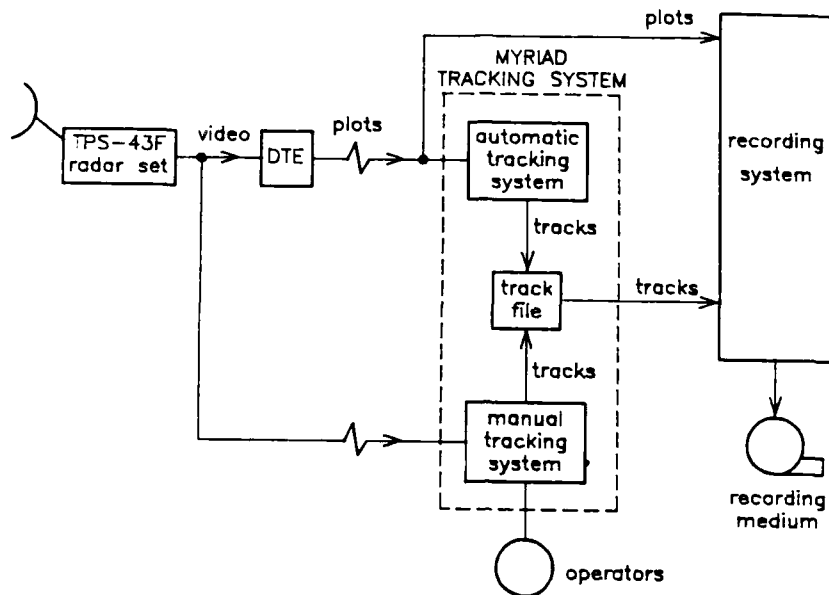 plots
MYRIAD
TRACKING SYSTEM
TPS-43F
radar set
video
DTE
plots
automatic
tracking
system
recording
system
tracks
track
file
tracks
tracks
manual
tracking
system
operators
recording
medium